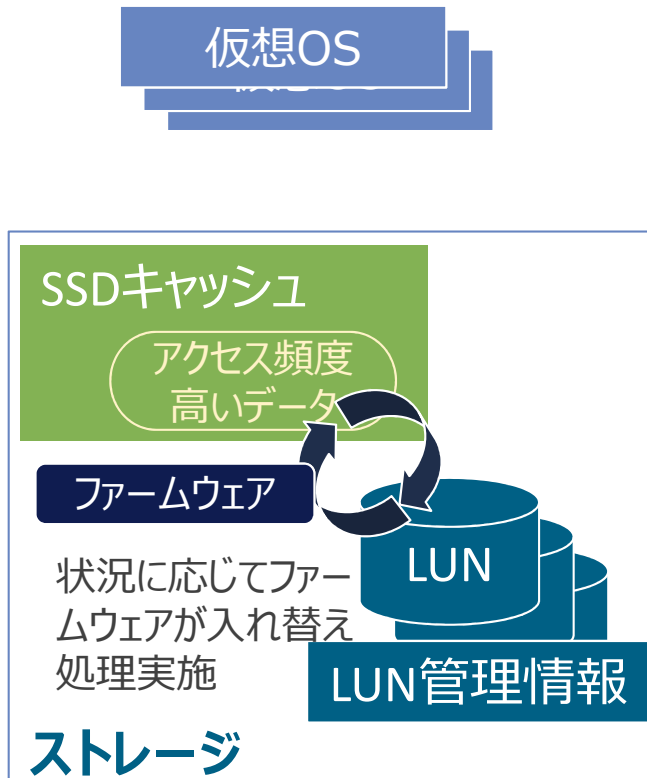 仮想OS
SSDキャッシュ
アクセス頻度
高いデータ
ファームウェア
LUN
状況に応じてファー
ムウェアが入れ替え
処理実施
LUN管理情報
ストレージ